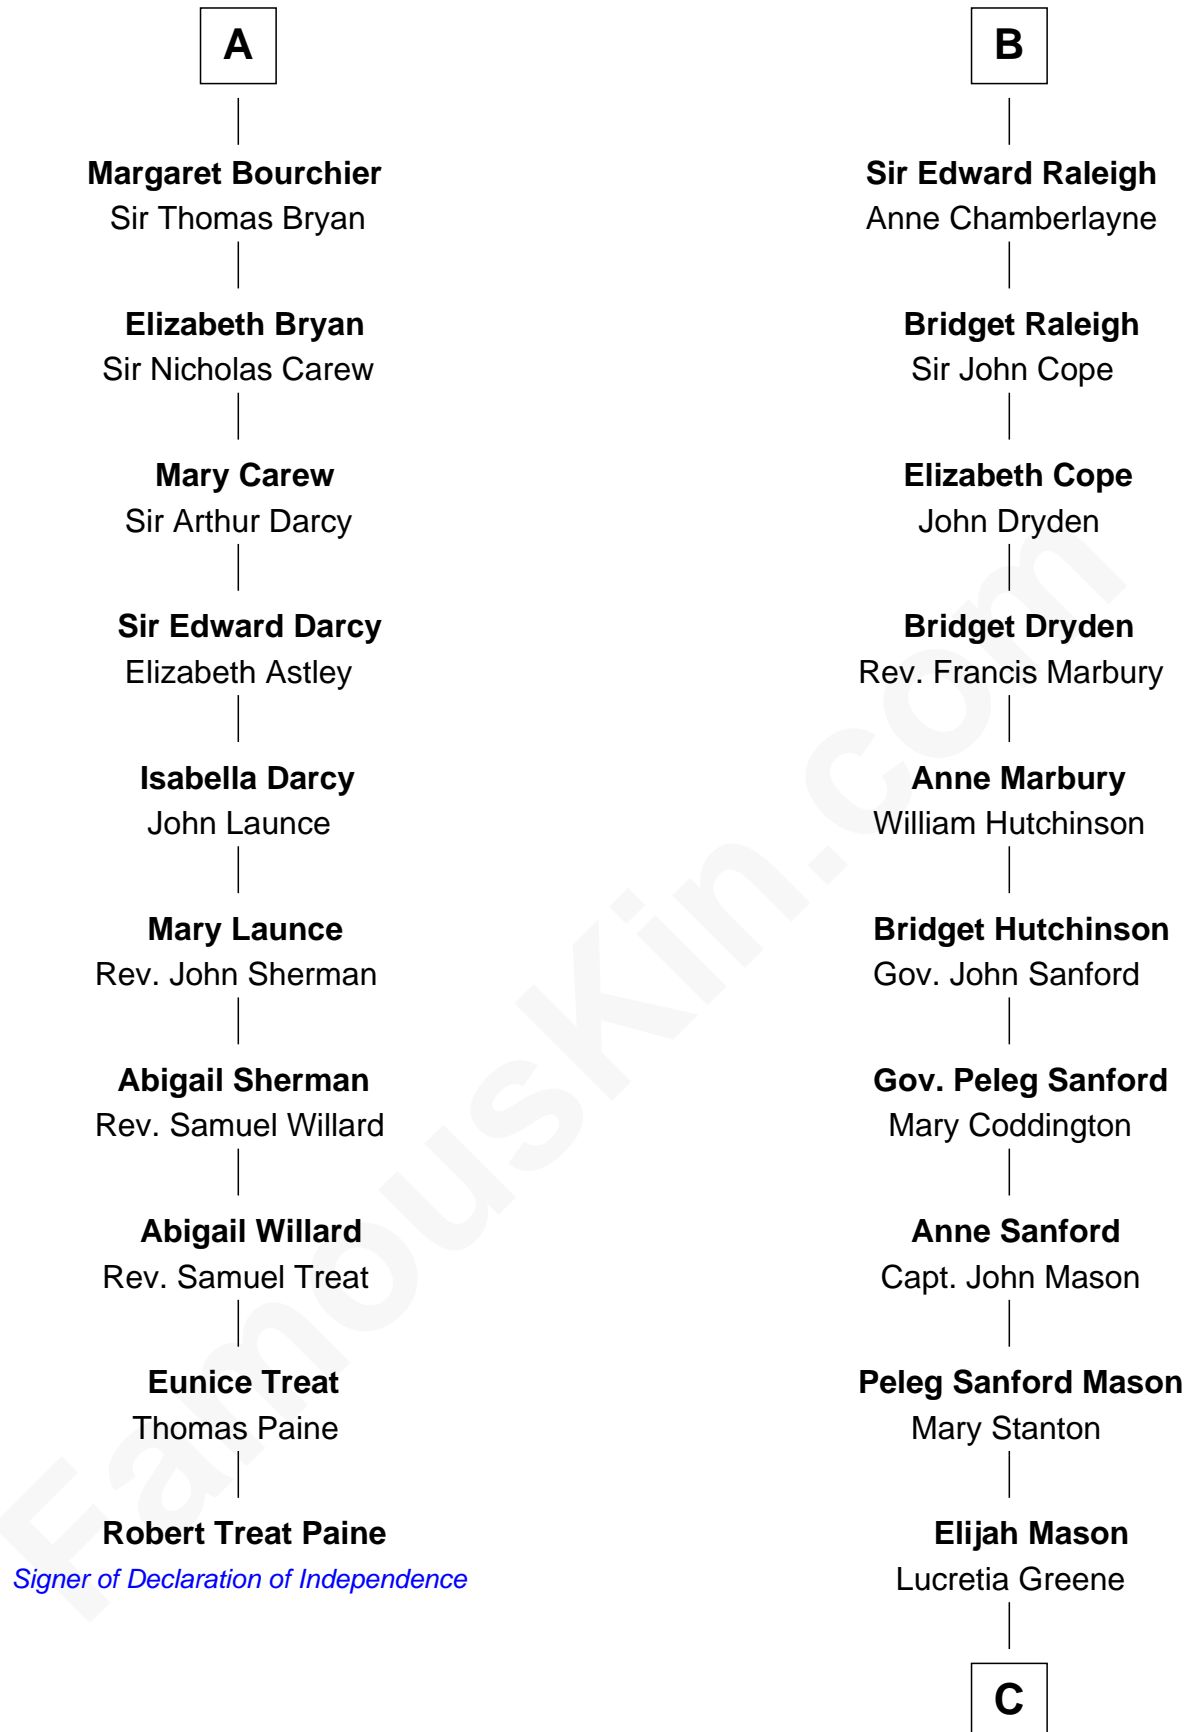 A
Margaret Bourchier
Sir Thomas Bryan
Elizabeth Bryan
Sir Nicholas Carew
Mary Carew
Sir Arthur Darcy
Sir Edward Darcy
Elizabeth Astley
Isabella Darcy
John Launce
Mary Launce
Rev. John Sherman
Abigail Sherman
Rev. Samuel Willard
Abigail Willard
Rev. Samuel Treat
Eunice Treat
Thomas Paine
Robert Treat Paine
Signer of Declaration of Independence
B
Sir Edward Raleigh
Anne Chamberlayne
Bridget Raleigh
Sir John Cope
Elizabeth Cope
John Dryden
Bridget Dryden
Rev. Francis Marbury
Anne Marbury
William Hutchinson
Bridget Hutchinson
Gov. John Sanford
Gov. Peleg Sanford
Mary Coddington
Anne Sanford
Capt. John Mason
Peleg Sanford Mason
Mary Stanton
Elijah Mason
Lucretia Greene
C
FamousKin.com